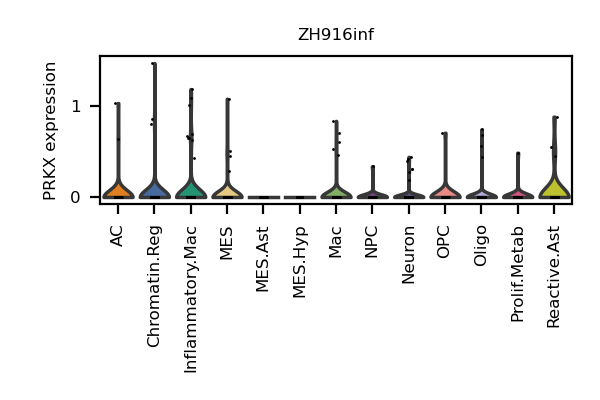 ZH916inf
PRKX expression
1
0
AC
Chromatin.Reg
Inflammatory.Mac
MES
MES.Ast
MES.Hyp
Mac
NPC
Neuron
OPC
Oligo
Prolif.Metab
Reactive.Ast